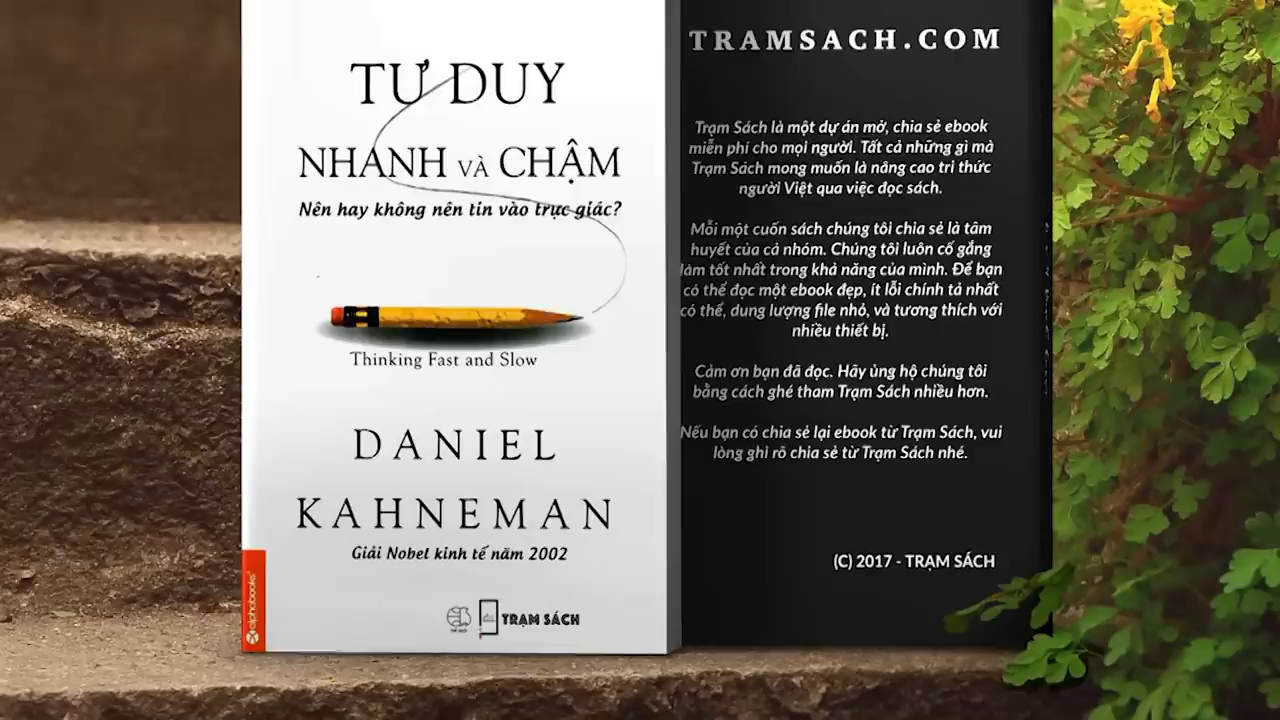 TƯ DUY
NHANH VÀ CHẬM
Nên hay không nên tin vào trực giác?
Thinking Fast and Slow
DANIEL
KAHNEMAN
Giải Nobel kinh tế năm 2002
alphabooks
TRẠM SÁCH
TRAMSACH.COM
Trạm Sách là một dự án mở, chia sẻ ebook
miễn phí cho mọi người. Tất cả những gì mà
Trạm Sách mong muốn là nâng cao tri thức
người Việt qua việc đọc sách.
Mỗi một cuốn sách chúng tôi chia sẻ là tâm
huyết của cả nhóm. Chúng tôi luôn cố gắng
làm tốt nhất trong khả năng của mình. Để bạn
có thể đọc một ebook đẹp, ít lỗi chính tả nhất
có thể, dung lượng file nhỏ, và tương thích với
nhiều thiết bị.
Cảm ơn bạn đã đọc. Hãy ủng hộ chúng tôi
bằng cách ghé thăm Trạm Sách nhiều hơn.
Nếu bạn có chia sẻ lại ebook từ Trạm Sách, vui
lòng ghi rõ chia sẻ từ Trạm Sách nhé.
(C) 2017 - TRẠM SÁCH